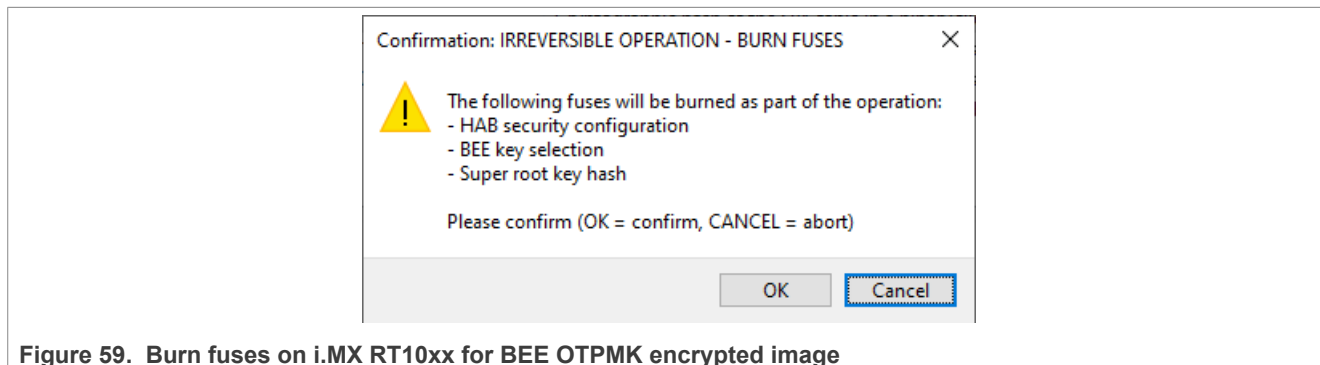 Confirmation: IRREVERSIBLE OPERATION - BURN FUSES
The following fuses will be burned as part of the operation:
- HAB security configuration
- BEE key selection
- Super root key hash
Please confirm (OK = confirm, CANCEL = abort)
OK Cancel
Figure 59. Burn fuses on i.MX RT10xx for BEE OTPMK encrypted image